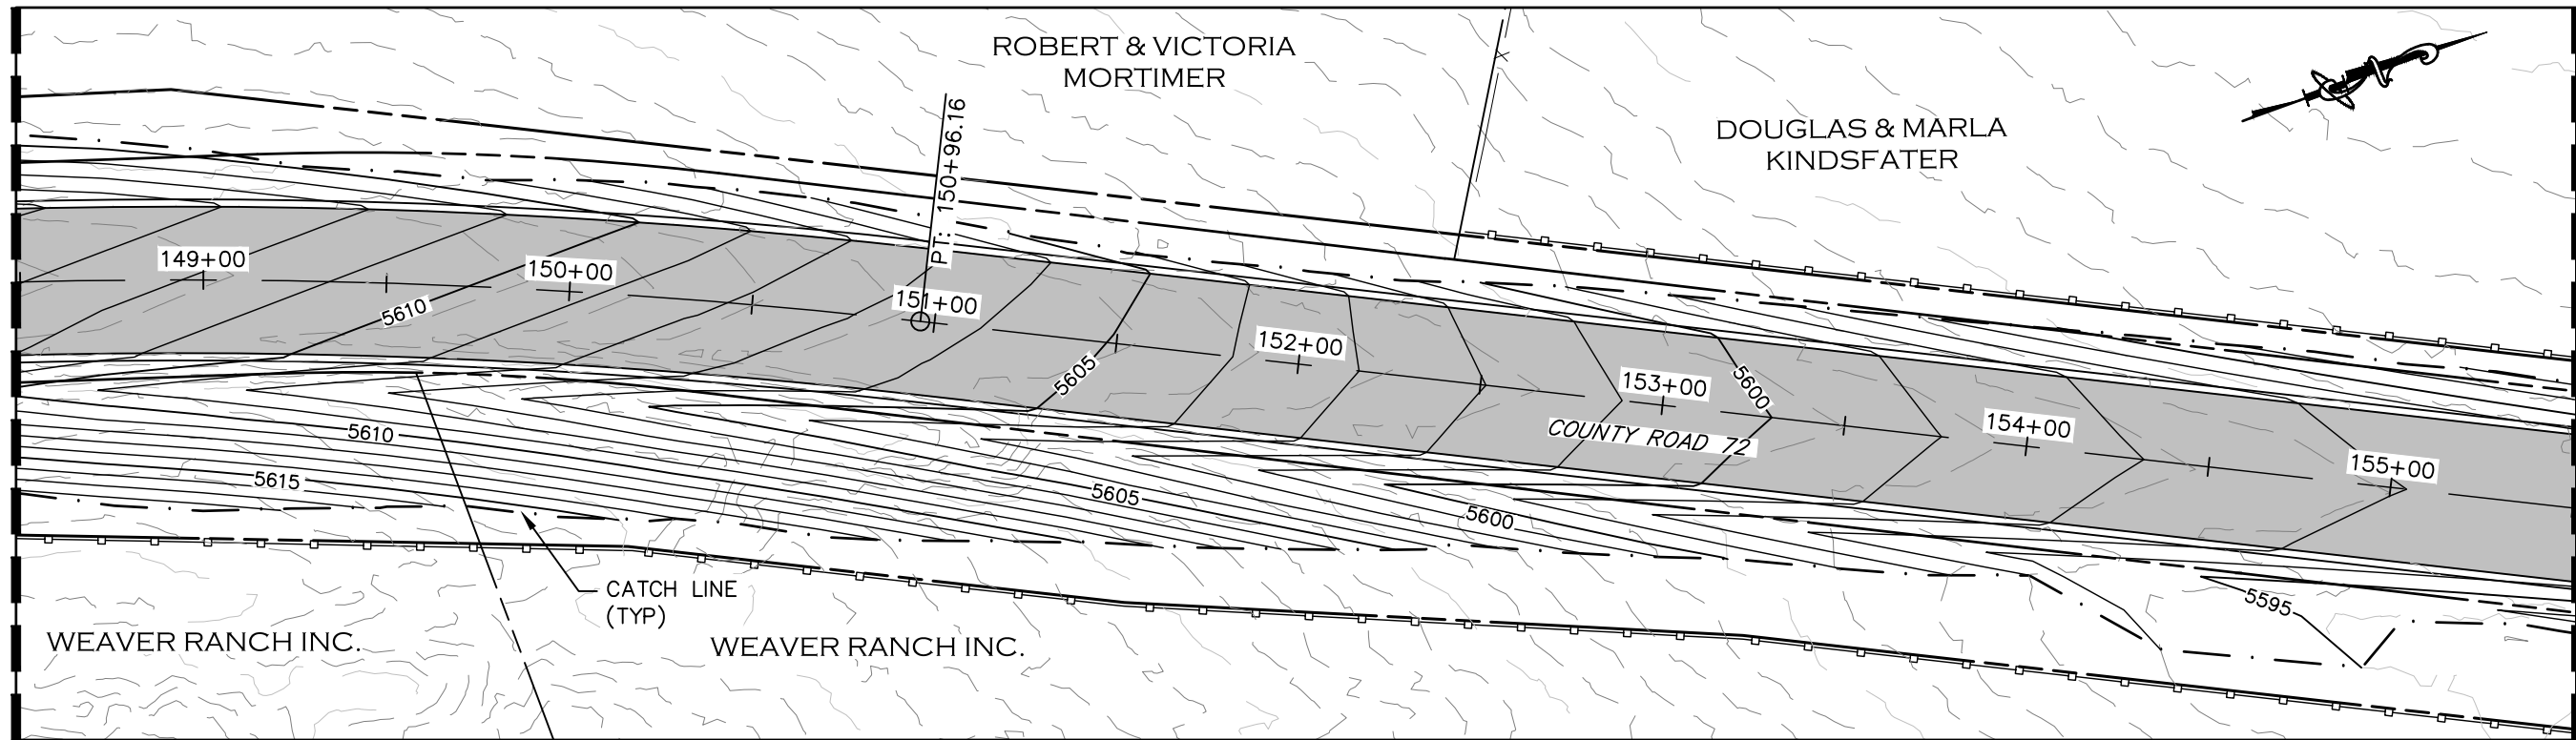 ROBERT & VICTORIA
MORTIMER
DOUGLAS & MARLA
KINDSFATER
PT: 150+96.16
149+00
150+00
151+00
152+00
153+00
154+00
155+00
5610
5605
5600
COUNTY ROAD 72
5610
5615
5605
5600
5595
CATCH LINE
(TYP)
WEAVER RANCH INC.
WEAVER RANCH INC.